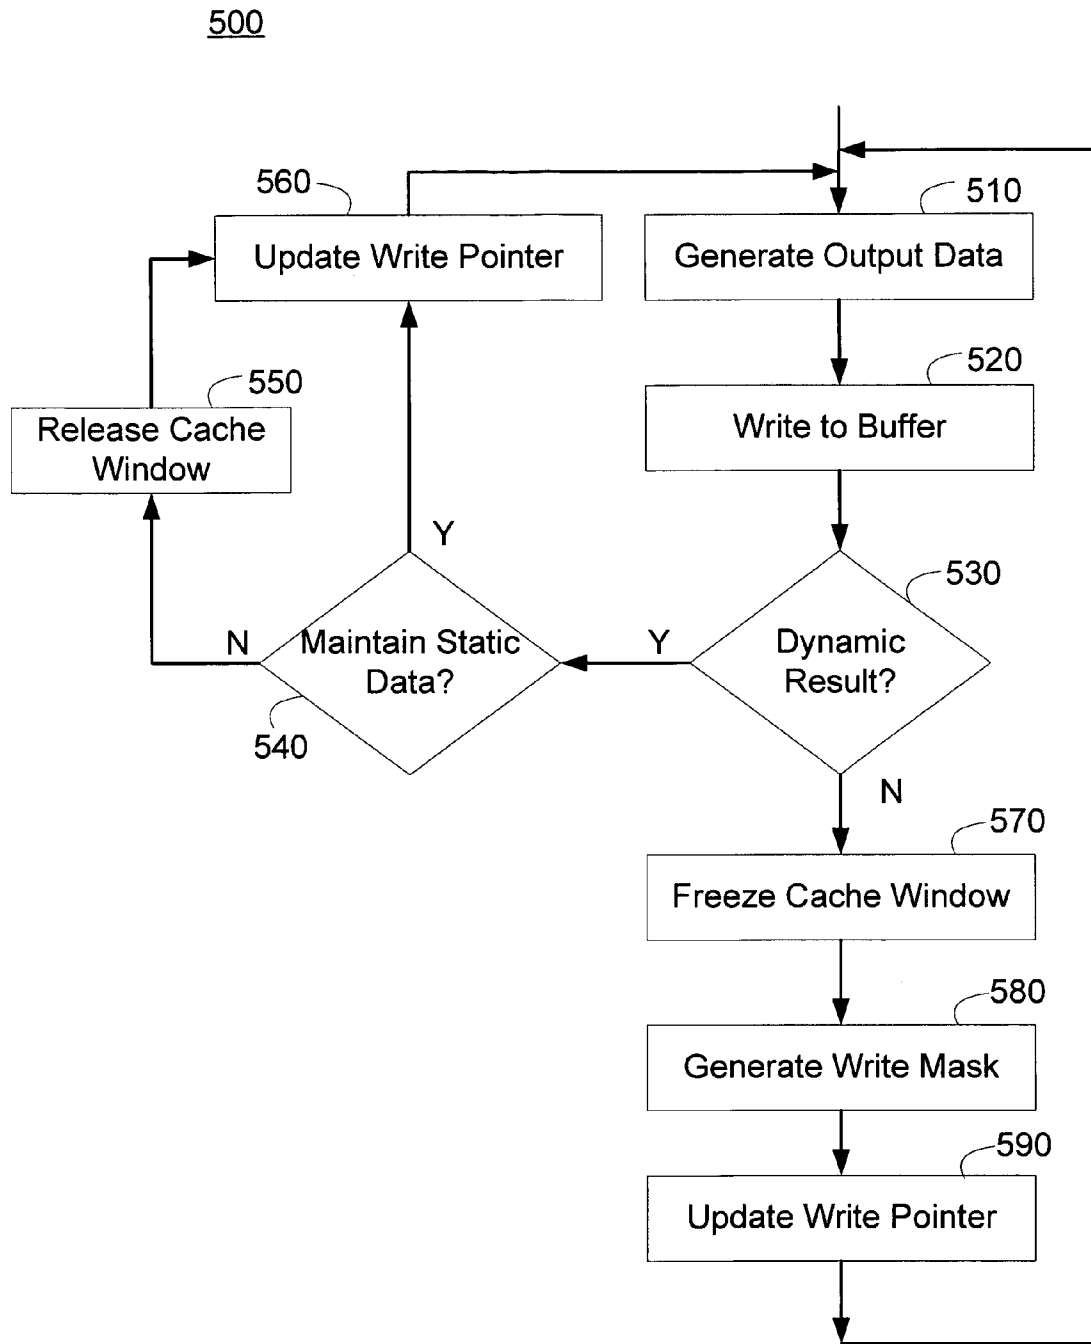 500
560
Update Write Pointer
510
Generate Output Data
550
Release Cache
Window
520
Write to Buffer
Y
530
N
Maintain Static
Data?
540
Y
Dynamic
Result?
N
570
Freeze Cache Window
580
Generate Write Mask
590
Update Write Pointer